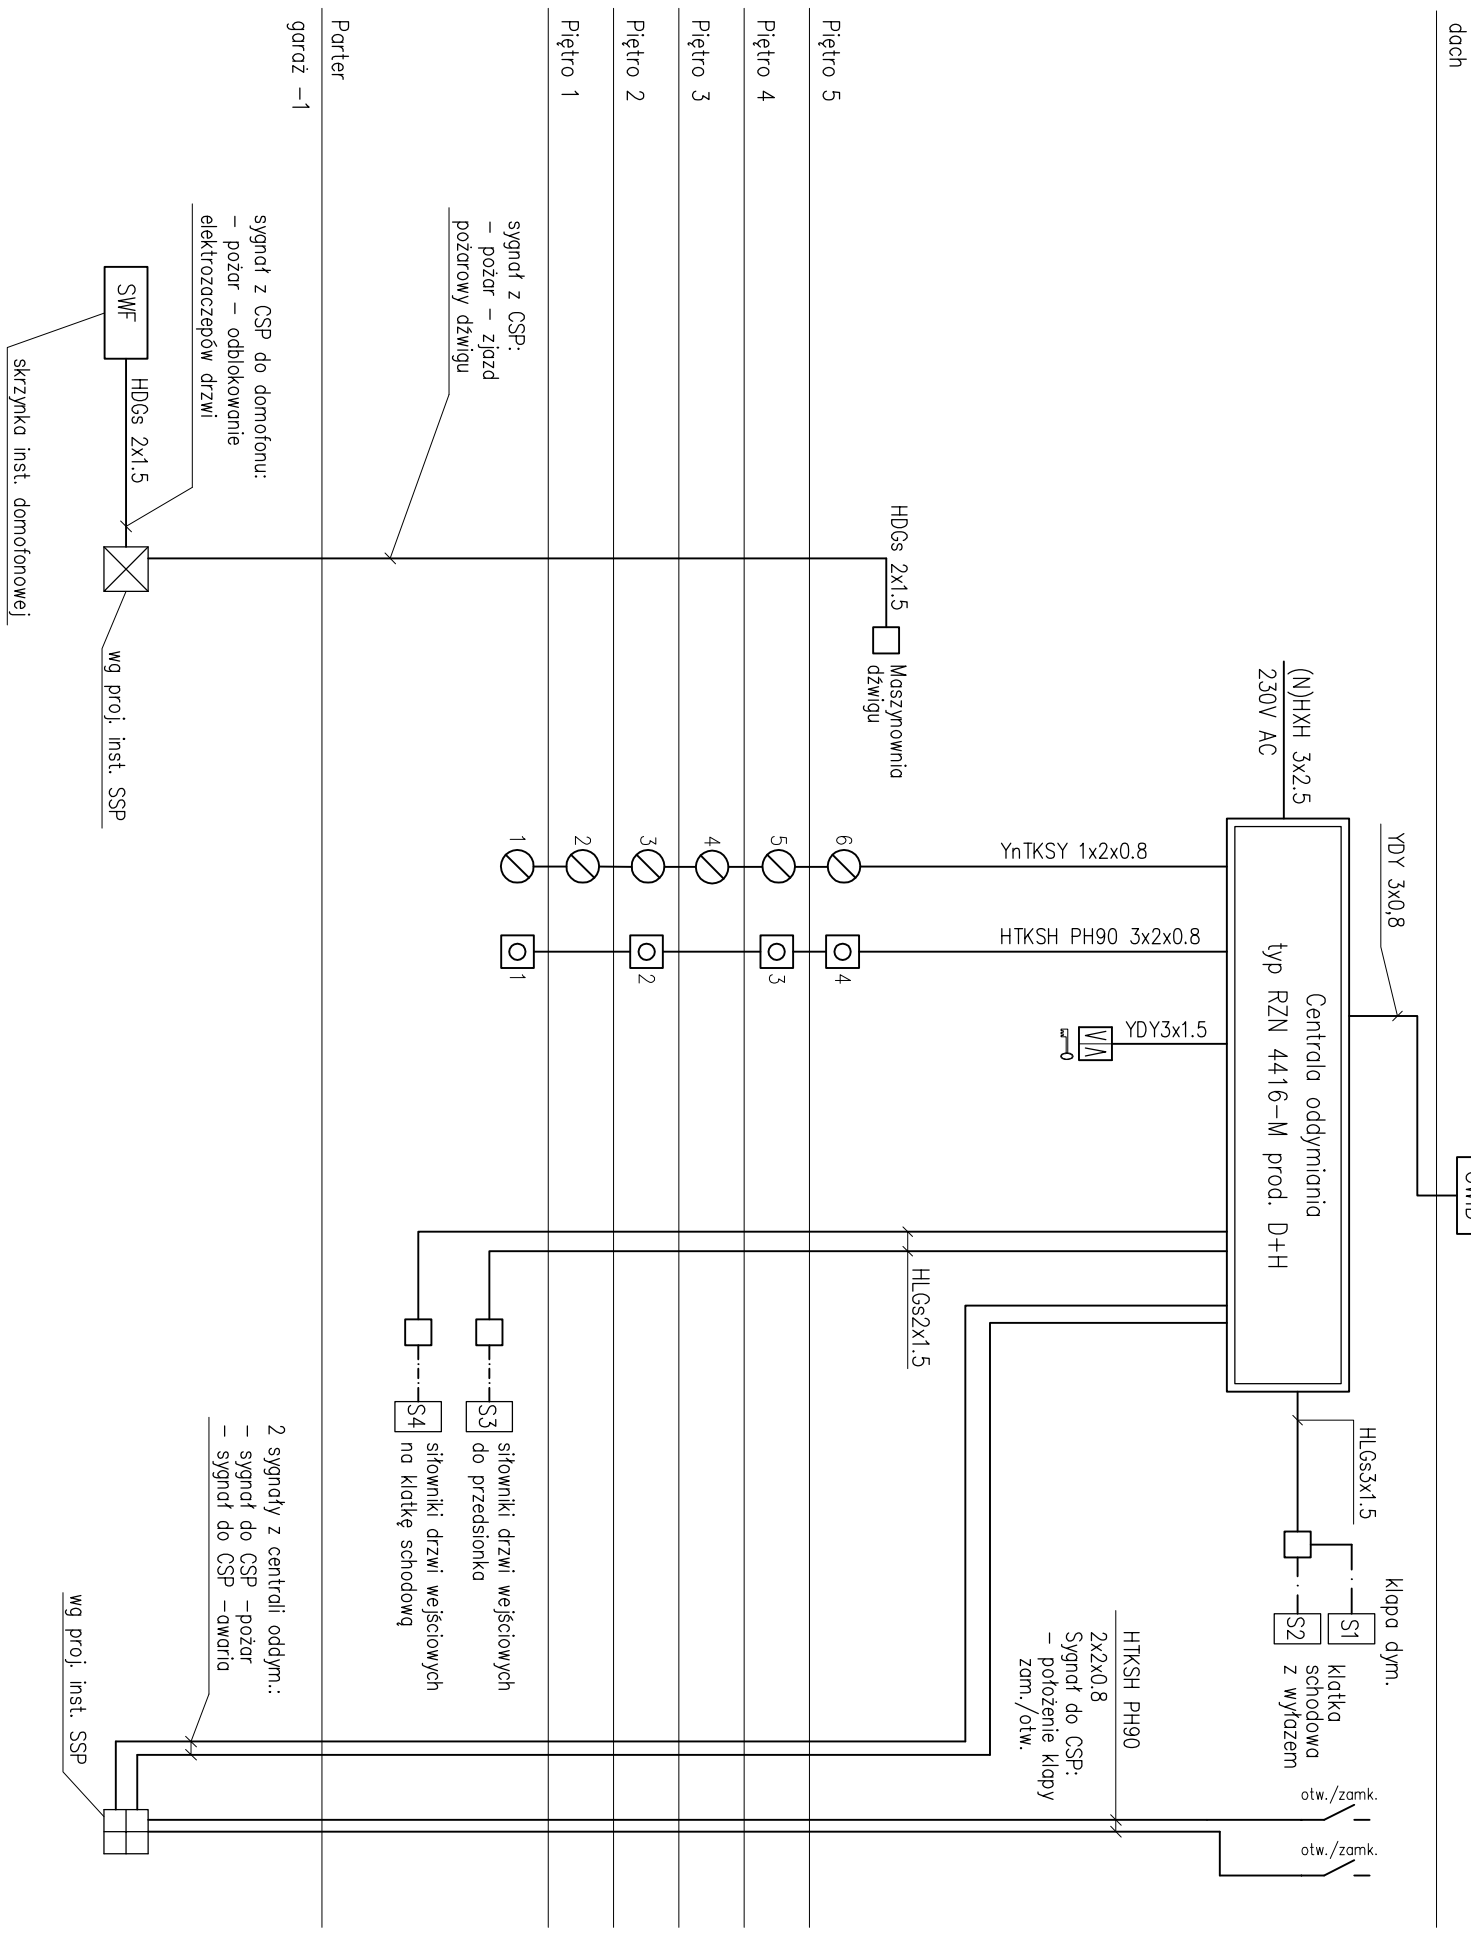 dach
Piętro 5
Piętro 4
Piętro 3
Piętro 2
Piętro 1
Parter
garaż -1
(N)HXH 3x2.5
230V AC
YDY 3x0,8
Centrala oddymiania
typ RZN 4416-M prod. D+H
HLGs3x1.5
klapa dym.
S1
S2
klatka
schodowa
z wyłazem
otw./zamk.
otw./zamk.
YnTKSY 1x2x0.8
HTKSH PH90 3x2x0.8
YDY3x1.5
HLGs2x1.5
HTKSH PH90
2x2x0.8
Sygnał do CSP:
- położenie klapy
zam./otw.
HDGs 2x1.5
Maszynownia
dźwigu
6
5
4
3
2
1
4
3
2
1
sygnał z CSP:
- pożar - zjazd
pożarowy dźwigu
S3
siłowniki drzwi wejściowych
do przedsionka
S4
siłowniki drzwi wejściowych
na klatkę schodową
sygnał z CSP do domofonu:
- pożar - odblokowanie
elektrozaczepów drzwi
2 sygnały z centrali oddym.:
- sygnał do CSP -pożar
- sygnał do CSP -awaria
SWF
HDGs 2x1.5
wg proj. inst. SSP
wg proj. inst. SSP
skrzynka inst. domofonowej